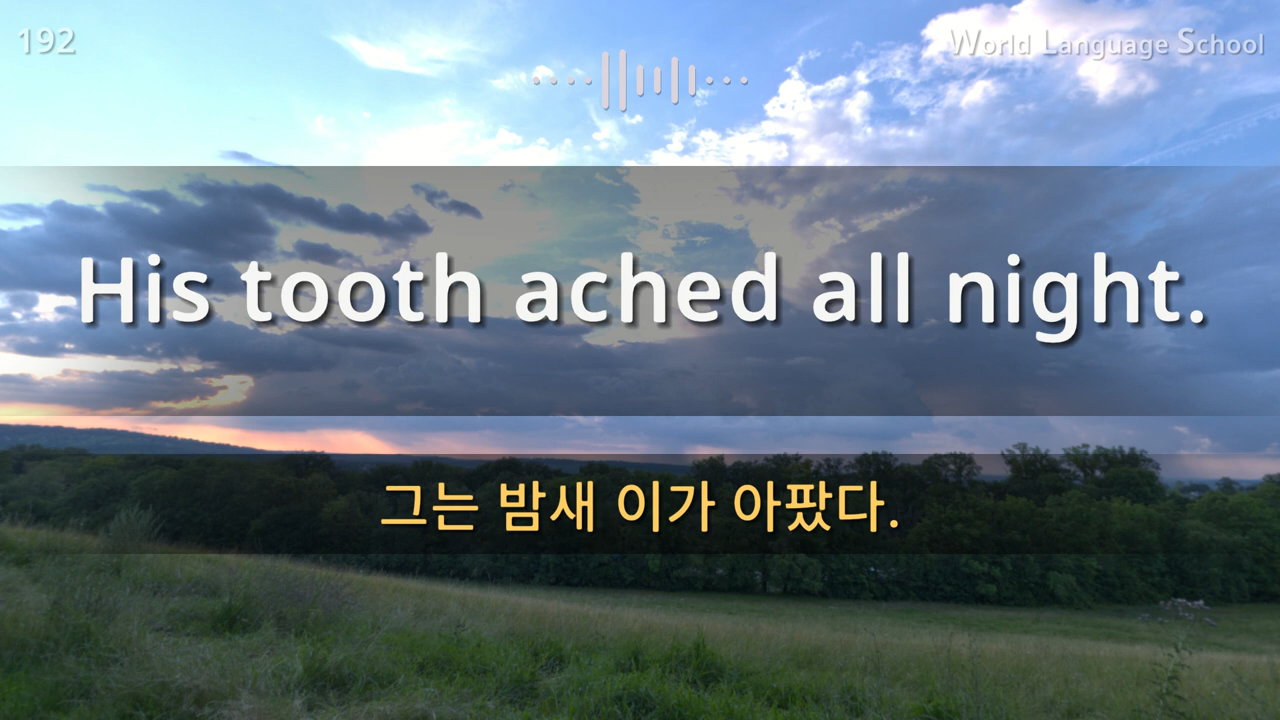 192
World Language School
His tooth ached all night.
그는 밤새 이가 아팠다.